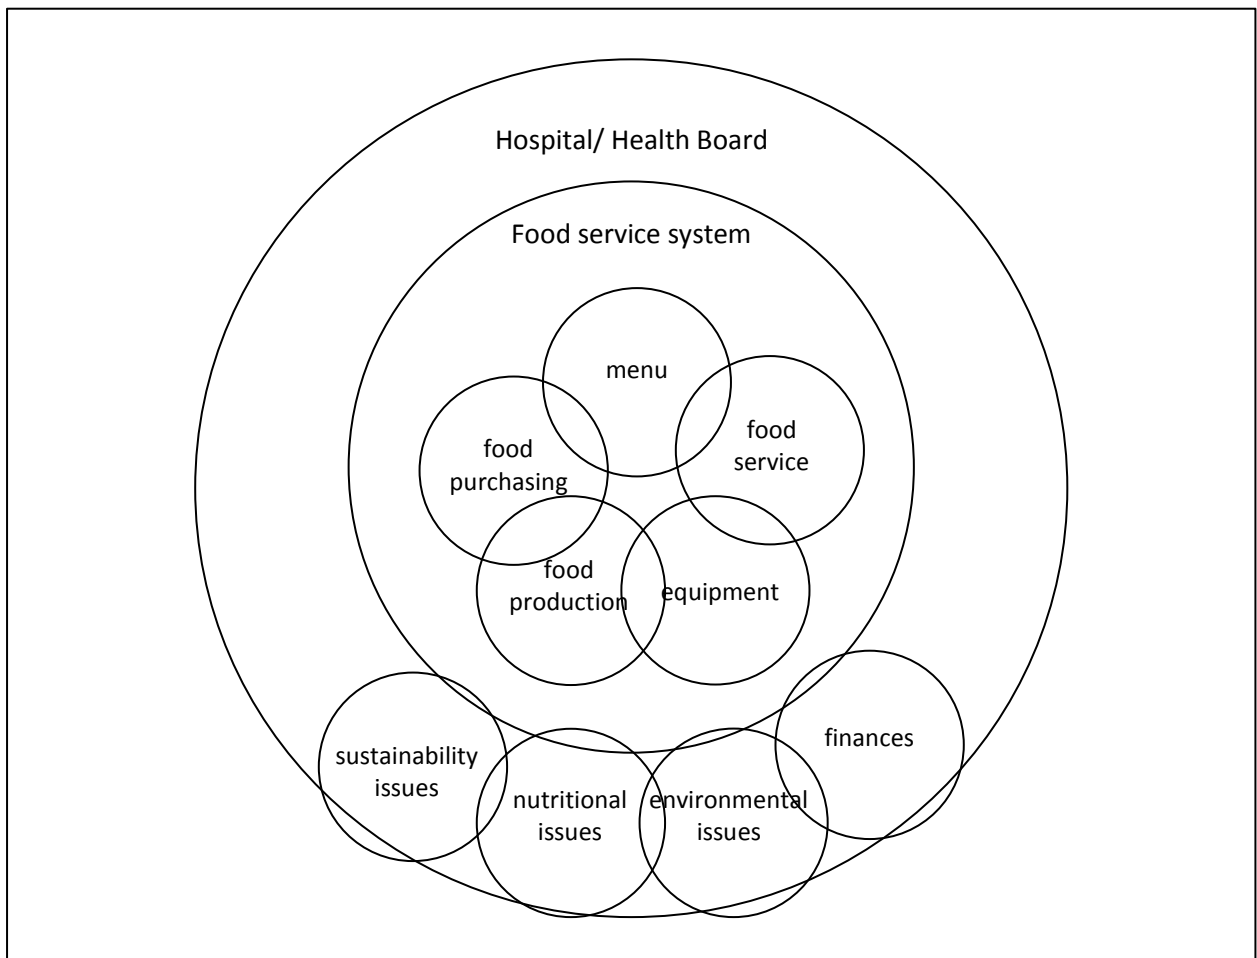 Hospital/ Health Board
Food service system
menu
food
purchasing
food
service
food
production
equipment
sustainability
issues
nutritional
issues
environmental
issues
finances